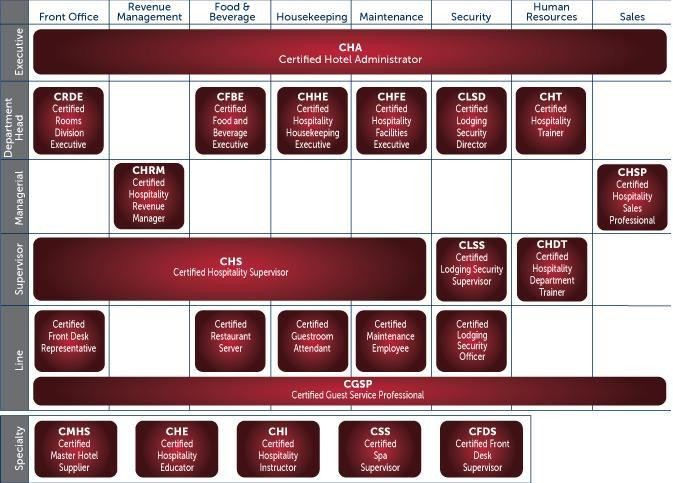 Front Office
Revenue
Management
Food &
Beverage
Housekeeping
Maintenance
Security
Human
Resources
Sales
Executive
CHA
Certified Hotel Administrator
Department
Head
CRDE
Certified
Rooms
Division
Executive
CFBE
Certified
Food and
Beverage
Executive
CHHE
Certified
Hospitality
Housekeeping
Executive
CHFE
Certified
Hospitality
Facilities
Executive
CLSD
Certified
Lodging
Security
Director
CHT
Certified
Hospitality
Trainer
Managerial
CHRM
Certified
Hospitality
Revenue
Manager
CHSP
Certified
Hospitality
Sales
Professional
Supervisor
CHS
Certified Hospitality Supervisor
CLSS
Certified
Lodging Security
Supervisor
CHDT
Certified
Hospitality
Department
Trainer
Line
Certified
Front Desk
Representative
Certified
Restaurant
Server
Certified
Guestroom
Attendant
Certified
Maintenance
Employee
Certified
Lodging
Security
Officer
CGSP
Certified Guest Service Professional
Specialty
CMHS
Certified
Master Hotel
Supplier
CHE
Certified
Hospitality
Educator
CHI
Certified
Hospitality
Instructor
CSS
Certified
Spa
Supervisor
CFDS
Certified Front
Desk
Supervisor